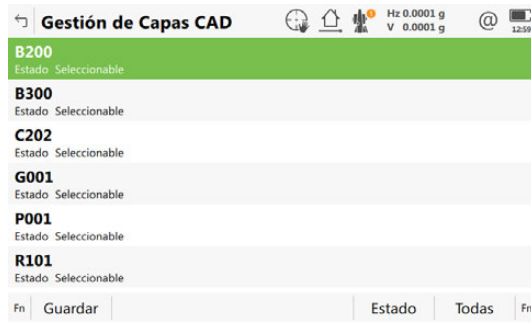 Gestión de Capas CAD
Hz 0.0001 g
V 0.0001 g
@
12:59
B200
Estado Seleccionable
B300
Estado Seleccionable
C202
Estado Seleccionable
G001
Estado Seleccionable
P001
Estado Seleccionable
R101
Estado Seleccionable
Fn Guardar Estado Todas Fn